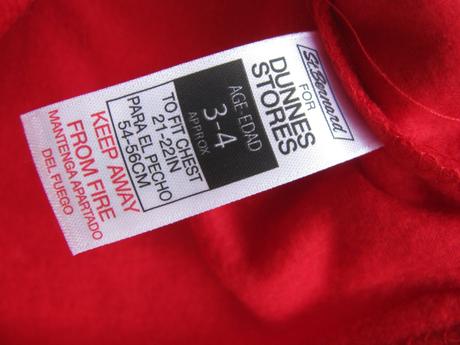 St. Bernard
FOR
DUNNES
STORES
AGE-EDAD
3-4
APPROX
TO FIT CHEST
21-22IN
PARA EL PECHO
54-56CM
KEEP AWAY
FROM FIRE
MANTENGA APARTADO
DEL FUEGO